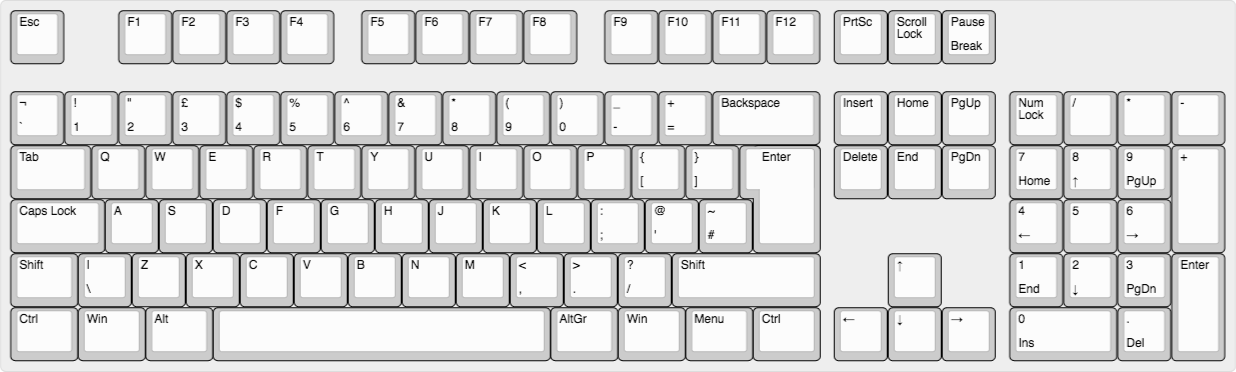 Esc F1 F2 F3 F4 F5 F6 F7 F8 F9 F10 F11 F12 PrtSc Scroll Lock Pause Break
¬ ! " £ $ % ^ & * ( ) _ + Backspace Insert Home PgUp Num Lock / * -
` 1 2 3 4 5 6 7 8 9 0 - =
Tab Q W E R T Y U I O P { } Enter Delete End PgDn 7 8 9 +
[ ] Home ↑ PgUp
Caps Lock A S D F G H J K L : @ ~ 4 5 6
; ' # ← →
Shift | Z X C V B N M < > ? Shift ↑ 1 2 3 Enter
\ , . / End ↓ PgDn
Ctrl Win Alt AltGr Win Menu Ctrl ← ↓ → 0 .
Ins Del